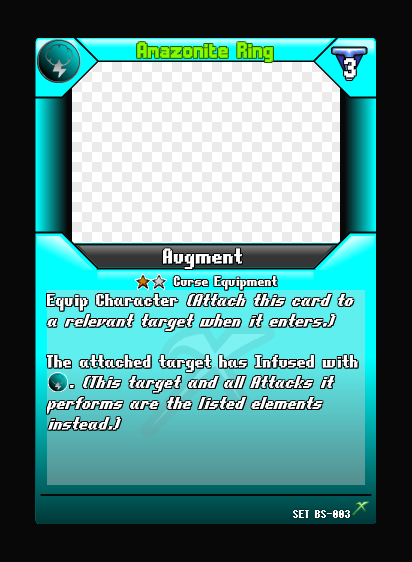 Amazonite Ring
3
Augment
Curse Equipment
Equip Character (Attach this card to
a relevant target when it enters.)
The attached target has Infused with
. (This target and all Attacks it
performs are the listed elements
instead.)
SET BS-003